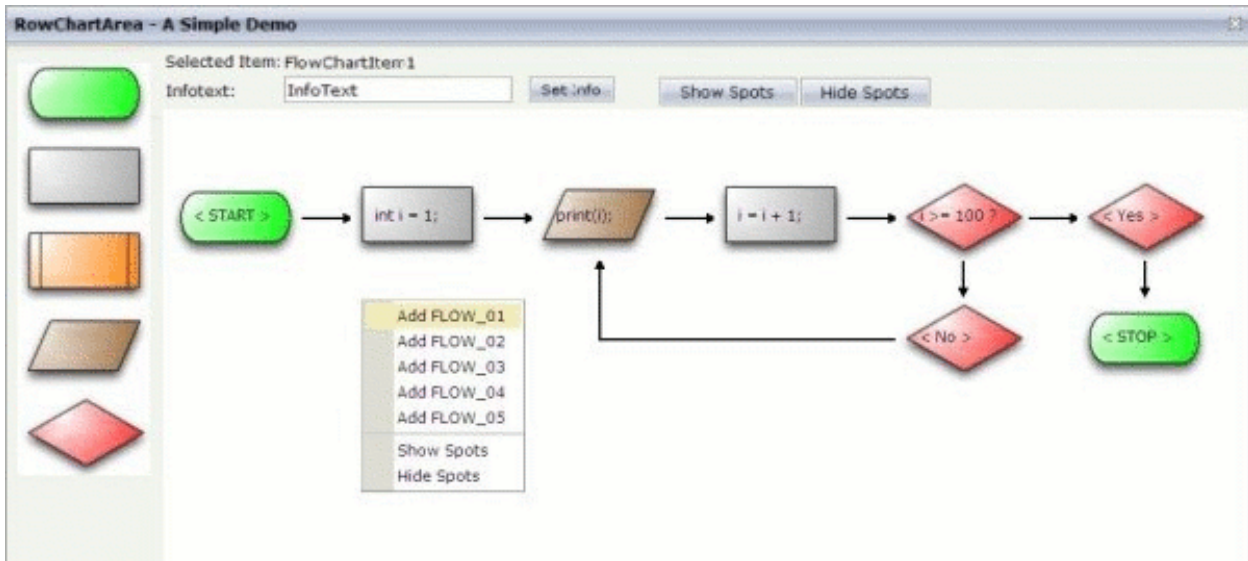 RowChartArea - A Simple Demo
Selected Item: FlowChartItem1
Infotext: InfoText Set Info Show Spots Hide Spots
< START > int i = 1; print(i); i = i + 1; i >= 100 ? < Yes >
< No > < STOP >
Add FLOW_01
Add FLOW_02
Add FLOW_03
Add FLOW_04
Add FLOW_05
Show Spots
Hide Spots